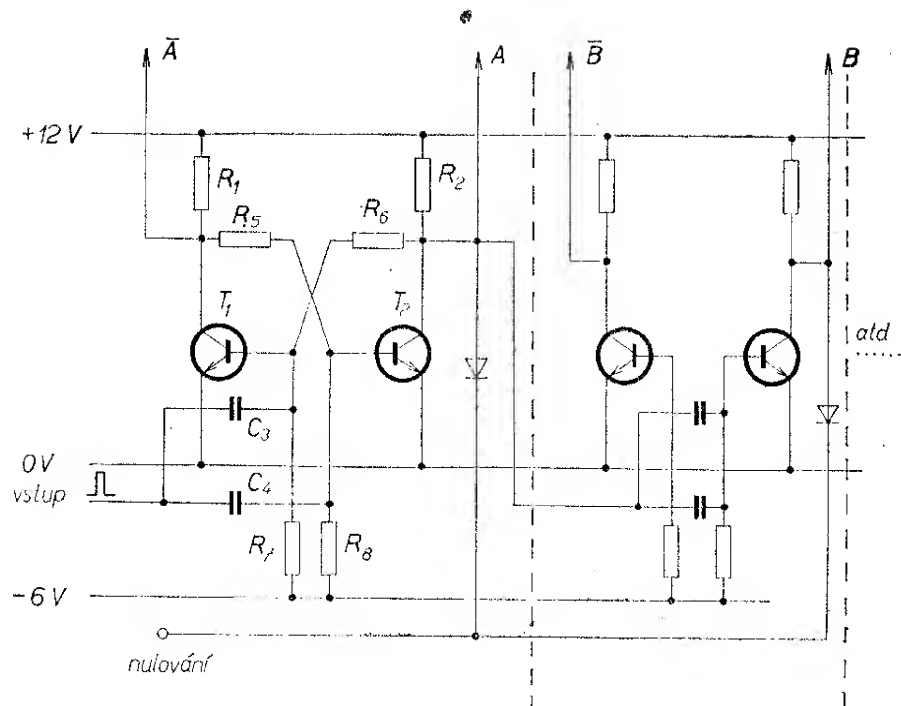 Ā A B̄ B
+12 V
R1 R2
R5 R6
T1 T2
atd
C3
0 V
vstup
C4
R7 R8
-6 V
nulování